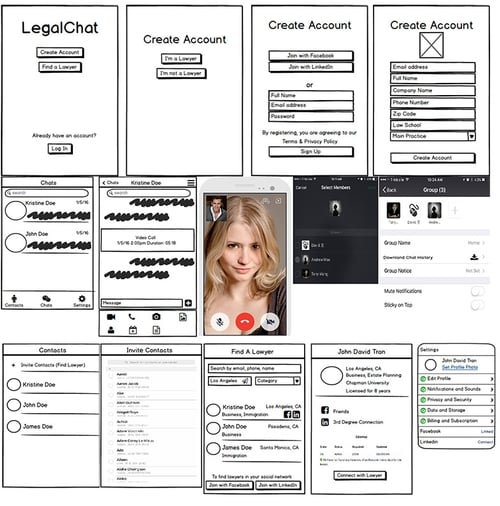 LegalChat
Create Account
Find a Lawyer
Already have an account?
Log In
Create Account
I'm a Lawyer
I'm not a Lawyer
Create Account
Join with Facebook
Join with LinkedIn
or
Full Name
Email address
Password
By registering, you are agreeing to our
Terms & Privacy Policy
Sign Up
Create Account
Email address
Full Name
Company Name
Phone Number
Zip Code
Law School
Main Practice
Create Account
Chats
search
Kristine Doe 1/5/16
John Doe 1/5/16
Contacts Chats Settings
< Chats Kristine Doe
search
Video Call
1/5/16 2:05pm Duration: 05:18
Message
Cancel Select Members
Back Group (3)
Group Name
Download Chat History
Group Notice Not Set
Mute Notifications
Sticky on Top
Contacts
+ Invite Contacts (Find Lawyer)
Kristine Doe
John Doe
James Doe
Invite Contacts
Find A Lawyer
Search by email, phone, name
Los Angeles Category
Kristine Doe Los Angeles, CA
Business, Immigration
John Doe Pasadena, CA
Business
James Doe Santa Monica, CA
Immigration
To find lawyers in your social network
Join with Facebook Join with LinkedIn
John David Tran
Los Angeles, CA
Business, Estate Planning
Chapman University
Licensed for 8 years
Friends
3rd Degree Connection
Connect with Lawyer
Settings
John David Tran
Set Profile Photo
Edit Profile
Notifications and Sounds
Privacy and Security
Data and Storage
Billing and Subscription
Facebook Linked
Linkedin Connect